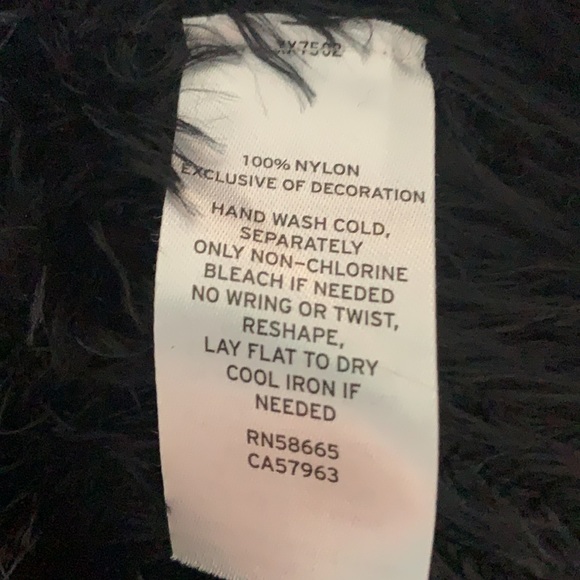 100% NYLON
EXCLUSIVE OF DECORATION
HAND WASH COLD,
SEPARATELY
ONLY NON-CHLORINE
BLEACH IF NEEDED
NO WRING OR TWIST,
RESHAPE,
LAY FLAT TO DRY
COOL IRON IF
NEEDED
RN58665
CA57963